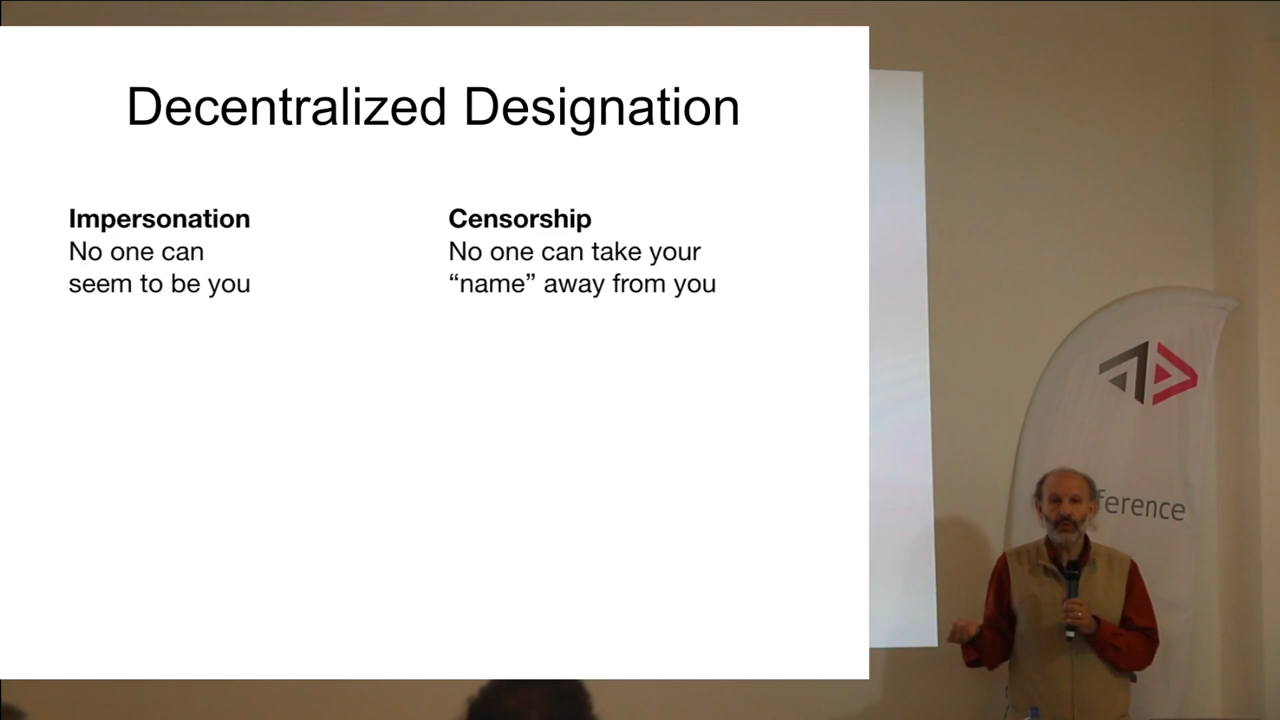 Decentralized Designation
Impersonation
No one can
seem to be you
Censorship
No one can take your
“name” away from you
ference